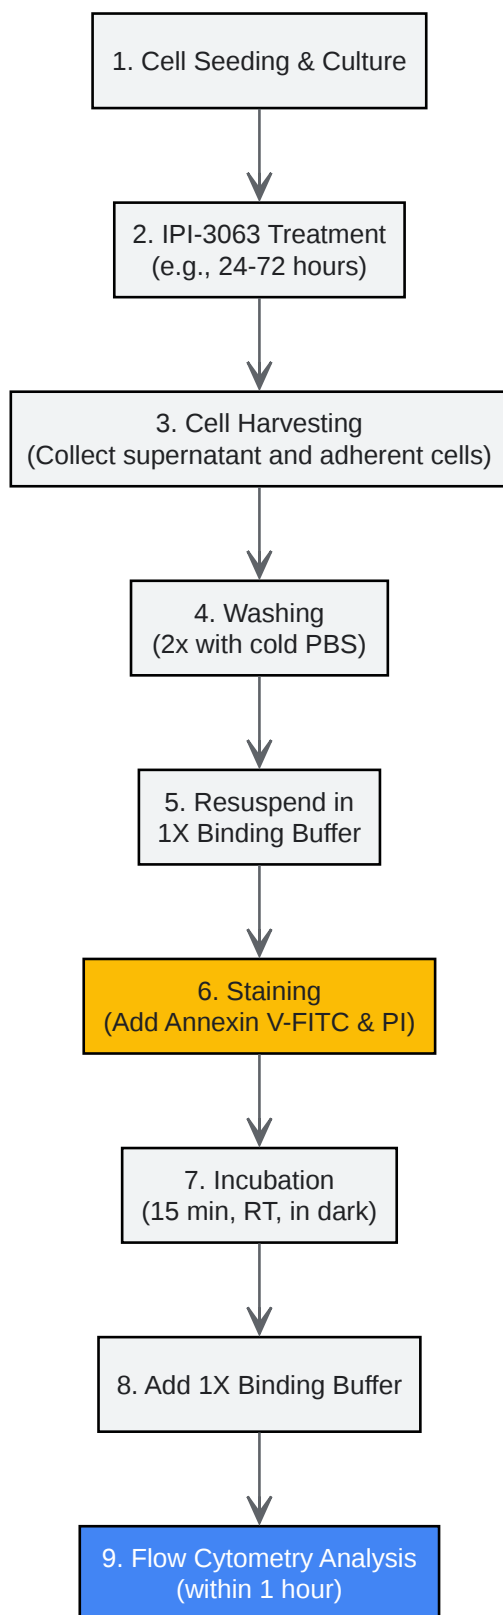 1. Cell Seeding & Culture
2. IPI-3063 Treatment
(e.g., 24-72 hours)
3. Cell Harvesting
(Collect supernatant and adherent cells)
4. Washing
(2x with cold PBS)
5. Resuspend in
1X Binding Buffer
6. Staining
(Add Annexin V-FITC & PI)
7. Incubation
(15 min, RT, in dark)
8. Add 1X Binding Buffer
9. Flow Cytometry Analysis
(within 1 hour)